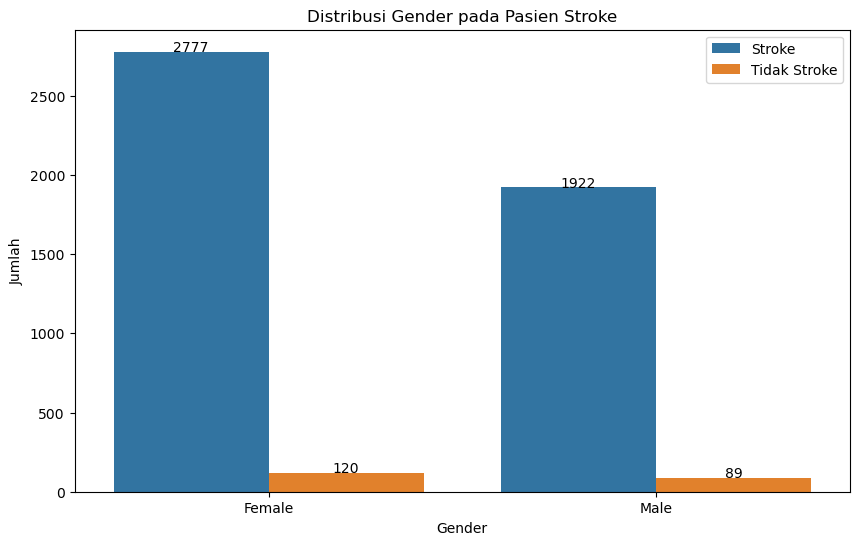 Distribusi Gender pada Pasien Stroke
Stroke
Tidak Stroke
2777
1922
120
89
2500
2000
1500
1000
500
0
Jumlah
Female
Male
Gender